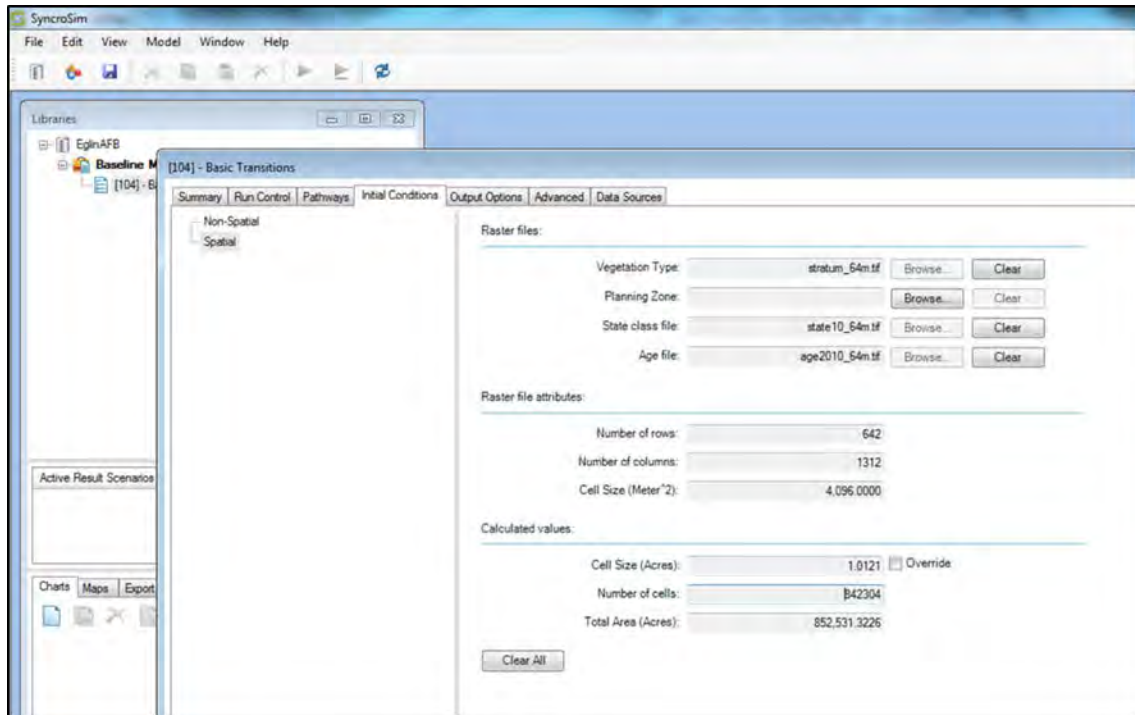 SyncroSim
File Edit View Model Window Help
Libraries
EglinAFB
Baseline M
[104] - B
[104] - Basic Transitions
Summary Run Control Pathways Initial Conditions Output Options Advanced Data Sources
Non-Spatial
Spatial
Raster files:
Vegetation Type: stratum_64m.tif Browse... Clear
Planning Zone: Browse... Clear
State class file: state10_64m.tif Browse... Clear
Age file: age2010_64m.tif Browse... Clear
Raster file attributes:
Number of rows: 642
Number of columns: 1312
Cell Size (Meter^2): 4,096.0000
Calculated values:
Cell Size (Acres): 1.0121 Override
Number of cells: 842304
Total Area (Acres): 852,531.3226
Clear All
Active Result Scenarios
Charts Maps Export